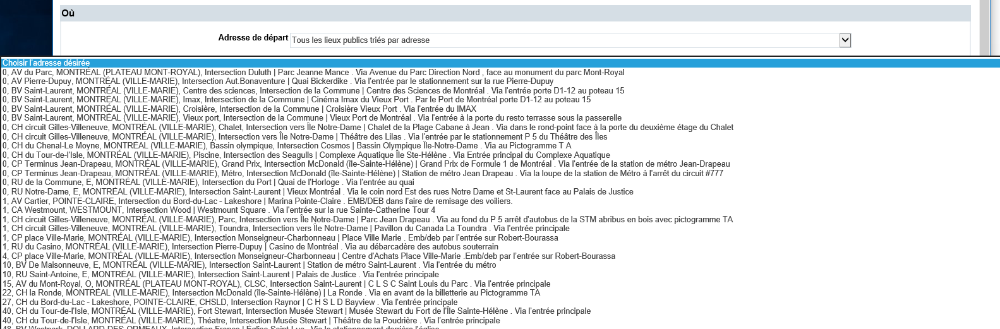 Où
Adresse de départ Tous les lieux publics triés par adresse
Choisir l'adresse désirée
0, AV du Parc, MONTRÉAL (PLATEAU MONT-ROYAL), Intersection Duluth | Parc Jeanne Mance . Via Avenue du Parc Direction Nord , face au monument du parc Mont-Royal
0, AV Pierre-Dupuy, MONTRÉAL (VILLE-MARIE), Intersection Aut.Bonaventure | Quai Bickerdike . Via l'entrée par le stationnement sur la rue Pierre-Dupuy
0, BV Saint-Laurent, MONTRÉAL (VILLE-MARIE), Centre des sciences, Intersection de la Commune | Centre des Sciences de Montréal . Via l'entrée porte D1-12 au poteau 15
0, BV Saint-Laurent, MONTRÉAL (VILLE-MARIE), Imax, Intersection de la Commune | Cinéma Imax du Vieux Port . Par le Port de Montréal porte D1-12 au poteau 15
0, BV Saint-Laurent, MONTRÉAL (VILLE-MARIE), Croisière, Intersection de la Commune | Croisière Vieux Port . Via l'entrée du IMAX
0, BV Saint-Laurent, MONTRÉAL (VILLE-MARIE), Vieux port, Intersection de la Commune | Vieux Port de Montréal . Via l'entrée à la porte du resto terrasse sous la passerelle
0, CH circuit Gilles-Villeneuve, MONTRÉAL (VILLE-MARIE), Chalet, Intersection vers Île Notre-Dame | Chalet de la Plage Cabane à Jean . Via dans le rond-point face à la porte du deuxième étage du Chalet
0, CH circuit Gilles-Villeneuve, MONTRÉAL (VILLE-MARIE), Intersection vers Île Notre-Dame | Théâtre des Lilas . Via l'entrée par le stationnement P 5 du Théâtre des Îles
0, CH du Chenal-Le Moyne, MONTRÉAL (VILLE-MARIE), Bassin olympique, Intersection Cosmos | Bassin Olympique Île-Notre-Dame . Via au Pictogramme T A
0, CH du Tour-de-l'Isle, MONTRÉAL (VILLE-MARIE), Piscine, Intersection des Seagulls | Complexe Aquatique Île Ste-Hélène . Via Entrée principal du Complexe Aquatique
0, CP Terminus Jean-Drapeau, MONTRÉAL (VILLE-MARIE), Grand Prix, Intersection McDonald (île-Sainte-Hélène) | Grand Prix de Formule 1 de Montréal . Via l'entrée de la station de métro Jean-Drapeau
0, CP Terminus Jean-Drapeau, MONTRÉAL (VILLE-MARIE), Métro, Intersection McDonald (île-Sainte-Hélène) | Station de métro Jean Drapeau . Via la loupe de la station de Métro à l'arrêt du circuit #777
0, RU de la Commune, E, MONTRÉAL (VILLE-MARIE), Intersection du Port | Quai de l'Horloge . Via l'entrée au quai
0, RU Notre-Dame, E, MONTRÉAL (VILLE-MARIE), Intersection Saint-Laurent | Vieux Montréal . Via le coin nord Est des rues Notre Dame et St-Laurent face au Palais de Justice
1, AV Cartier, POINTE-CLAIRE, Intersection du Bord-du-Lac - Lakeshore | Marina Pointe-Claire . EMB/DEB dans l'aire de remisage des voiliers.
1, CA Westmount, WESTMOUNT, Intersection Wood | Westmount Square . Via l'entrée sur la rue Sainte-Catherine Tour 4
1, CH circuit Gilles-Villeneuve, MONTRÉAL (VILLE-MARIE), Parc, Intersection vers Île Notre-Dame | Parc Jean Drapeau . Via au fond du P 5 arrêt d'autobus de la STM abribus en bois avec pictogramme TA
1, CH circuit Gilles-Villeneuve, MONTRÉAL (VILLE-MARIE), Toundra, Intersection vers Île Notre-Dame | Pavillon du Canada La Toundra . Via l'entrée principale
1, CP place Ville-Marie, MONTRÉAL (VILLE-MARIE), Intersection Monseigneur-Charbonneau | Place Ville Marie . Emb/deb par l'entrée sur Robert-Bourassa
1, RU du Casino, MONTRÉAL (VILLE-MARIE), Intersection Pierre-Dupuy | Casino de Montréal . Via au débarcadère des autobus souterrain
4, CP place Ville-Marie, MONTRÉAL (VILLE-MARIE), Intersection Monseigneur-Charbonneau | Centre d'Achats Place Ville-Marie .Emb/deb par l'entrée sur Robert-Bourassa
10, BV De Maisonneuve, E, MONTRÉAL (VILLE-MARIE), Intersection Saint-Laurent | Station de métro Saint-Laurent . Via l'entrée du métro
10, RU Saint-Antoine, E, MONTRÉAL (VILLE-MARIE), Intersection Saint-Laurent | Palais de Justice . Via l'entrée principale
15, AV du Mont-Royal, O, MONTRÉAL (PLATEAU MONT-ROYAL), CLSC, Intersection Saint-Laurent | C L S C Saint Louis du Parc . Via l'entrée principale
22, CH la Ronde, MONTRÉAL (VILLE-MARIE), Intersection McDonald (île-Sainte-Hélène) | La Ronde . Via en avant de la billetterie au Pictogramme TA
27, CH du Bord-du-Lac - Lakeshore, POINTE-CLAIRE, CHSLD, Intersection Raynor | C H S L D Bayview . Via l'entrée principale
40, CH du Tour-de-l'Isle, MONTRÉAL (VILLE-MARIE), Fort Stewart, Intersection Musée Stewart | Musée Stewart du Fort de l'Île Sainte-Hélène . Via l'entrée principale
40, CH du Tour-de-l'Isle, MONTRÉAL (VILLE-MARIE), Théatre, Intersection Musée Stewart | Théâtre de la Poudrière . Via l'entrée principale
48, BV Westpark, DOLLARD-DES-ORMEAUX, Intersection France | Église Saint-Luc . Via le stationnement derrière l'église